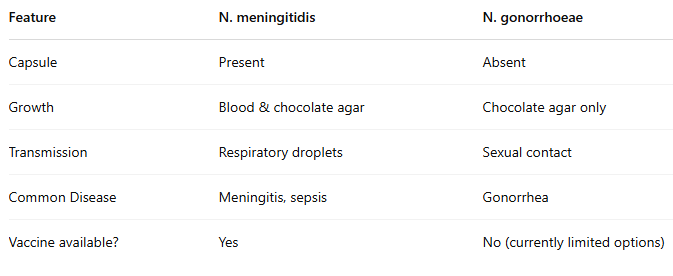 Feature N. meningitidis N. gonorrhoeae
Capsule Present Absent
Growth Blood & chocolate agar Chocolate agar only
Transmission Respiratory droplets Sexual contact
Common Disease Meningitis, sepsis Gonorrhea
Vaccine available? Yes No (currently limited options)